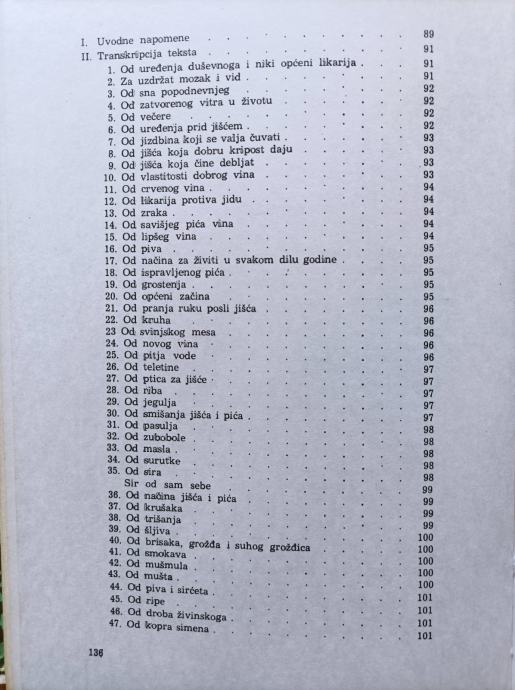 I. Uvodne napomene . . . . . . . . . . 89
II. Transkripcija teksta . . . . . . . . . . 91
1. Od uređenja duševnoga i niki općeni likarija . . . . 91
2. Za uzdržat mozak i vid . . . . . . . . 91
3. Od sna popodnevnjeg . . . . . . . . 92
4. Od zatvorenog vitra u životu . . . . . . 92
5. Od večere . . . . . . . . . . 92
6. Od uređenja prid jišćem . . . . . . . . 92
7. Od jizdbina koji se valja čuvati . . . . . . 93
8. Od jišća koja dobru kripost daju . . . . . . 93
9. Od jišća koja čine debljat . . . . . . . 93
10. Od vlastitosti dobrog vina . . . . . . . 93
11. Od crvenog vina . . . . . . . . . 94
12. Od likarija protiva jidu . . . . . . . . 94
13. Od zraka . . . . . . . . . . 94
14. Od savišjeg pića vina . . . . . . . . 94
15. Od lipšeg vina . . . . . . . . . 94
16. Od piva . . . . . . . . . . 95
17. Od načina za živiti u svakom dilu godine . . . . 95
18. Od ispravljenog pića . . . . . . . . 95
19. Od grostenja . . . . . . . . . . 95
20. Od općeni začina . . . . . . . . . 95
21. Od pranja ruku posli jišća . . . . . . . 96
22. Od kruha . . . . . . . . . . 96
23 Od svinjskog mesa . . . . . . . . . 96
24. Od novog vina . . . . . . . . . 96
25. Od pitja vode . . . . . . . . . 96
26. Od teletine . . . . . . . . . . 97
27. Od ptica za jišće . . . . . . . . . 97
28. Od riba . . . . . . . . . . 97
29. Od jegulja . . . . . . . . . . 97
30. Od smišanja jišća i pića . . . . . . . . 97
31. Od pasulja . . . . . . . . . . 98
32. Od zubobole . . . . . . . . . . 98
33. Od masla . . . . . . . . . . 98
34. Od surutke . . . . . . . . . . 98
35. Od sira . . . . . . . . . . 98
Sir od sam sebe . . . . . . . . . 99
36. Od načina jišća i pića . . . . . . . . 99
37. Od krušaka . . . . . . . . . . 99
38. Od trišanja . . . . . . . . . . 99
39. Od šljiva . . . . . . . . . . 100
40. Od brisaka, grožđa i suhog grožđica . . . . . 100
41. Od smokava . . . . . . . . . . 100
42. Od mušmula . . . . . . . . . . 100
43. Od mušta . . . . . . . . . . 100
44. Od piva i sirćeta . . . . . . . . . 101
45. Od ripe . . . . . . . . . . 101
46. Od droba živinskoga . . . . . . . . 101
47. Od kopra simena . . . . . . . . . 101
136